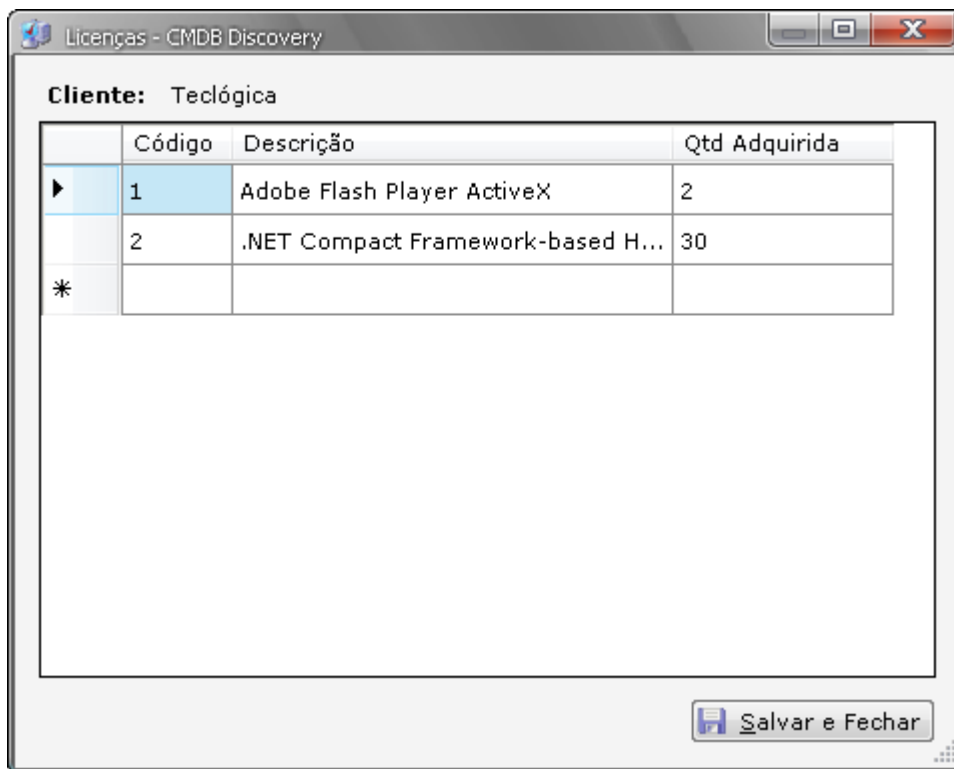 Licenças - CMDB Discovery
Cliente: Teclógica
Código Descrição Qtd Adquirida
1 Adobe Flash Player ActiveX 2
2 .NET Compact Framework-based H... 30
Salvar e Fechar